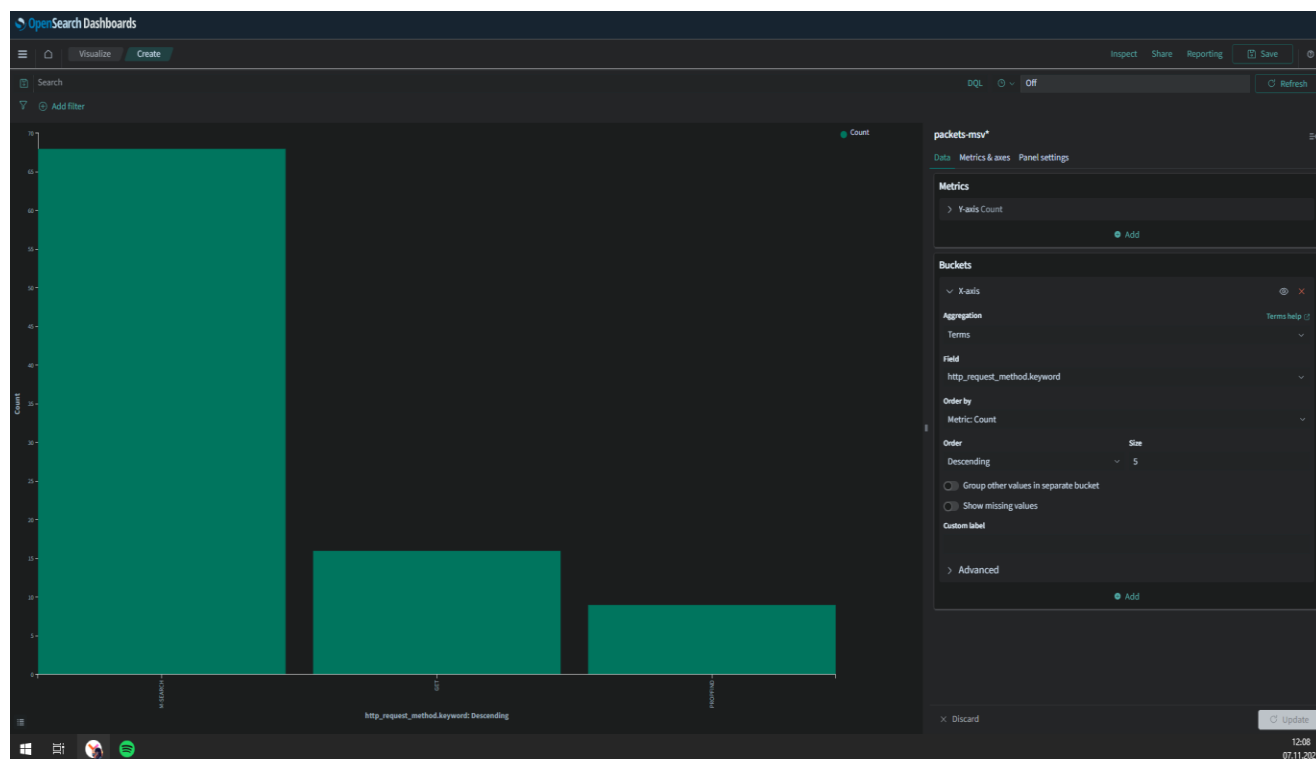 OpenSearch Dashboards
Visualize Create Inspect Share Reporting Save
Search DQL Off Refresh
Add filter
70
65
60
55
50
45
40
35
30
25
20
15
10
5
0
Count
Count
M-SEARCH
GET
PROPFIND
http_request_method.keyword: Descending
packets-msv*
Data Metrics & axes Panel settings
Metrics
Y-axis Count
Add
Buckets
X-axis
Aggregation Terms help
Terms
Field
http_request_method.keyword
Order by
Metric: Count
Order Size
Descending 5
Group other values in separate bucket
Show missing values
Custom label
Advanced
Add
Discard Update
12:08
07.11.202